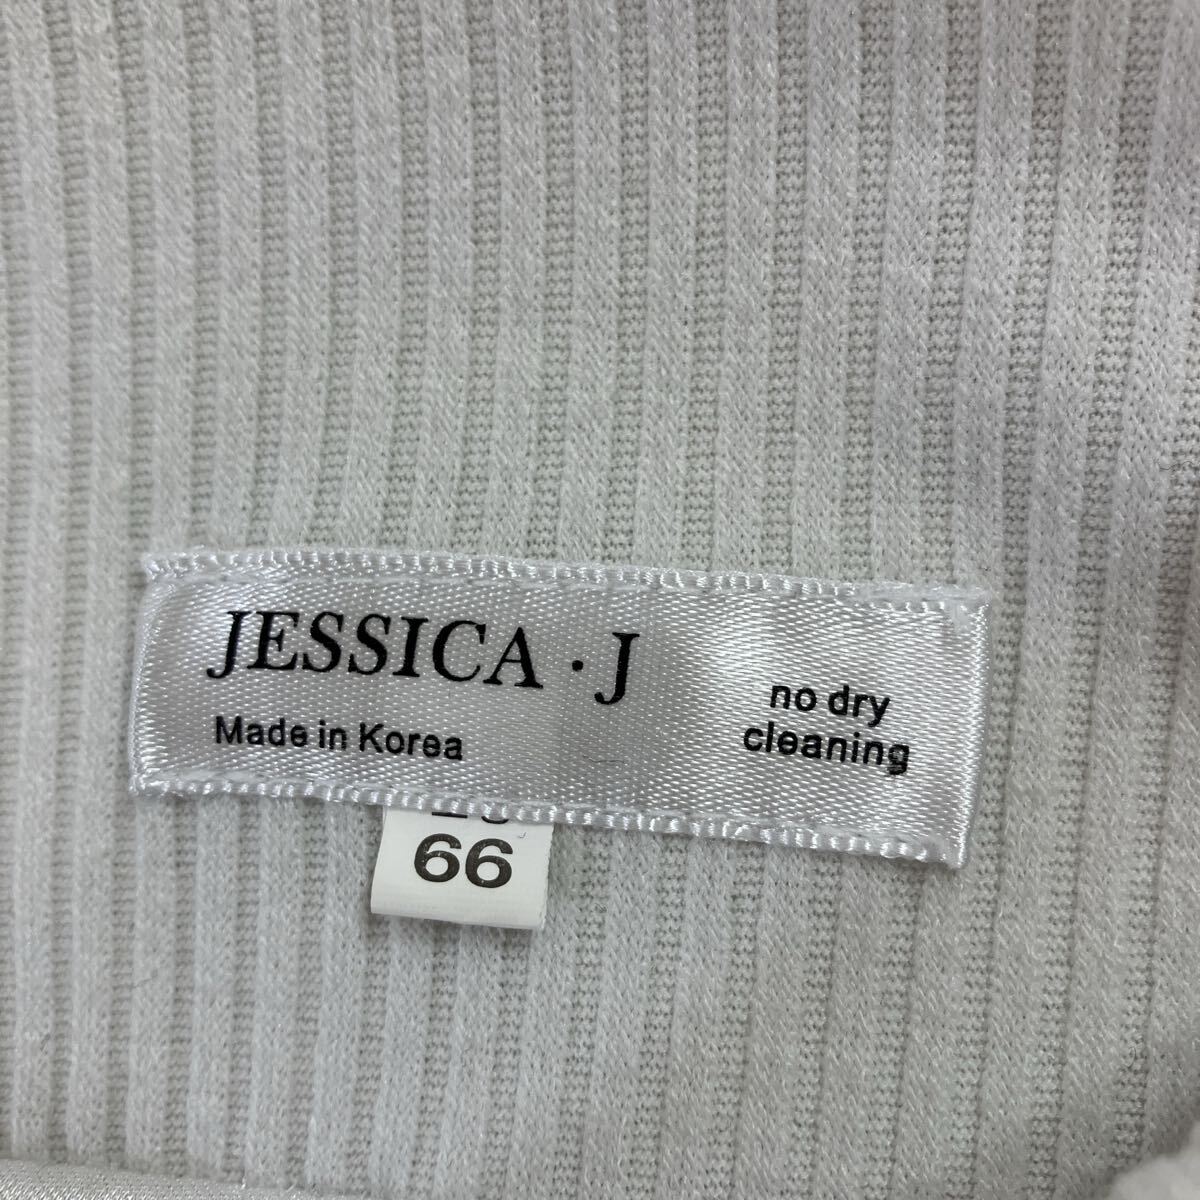 JESSICA · J
Made in Korea
no dry
cleaning
66